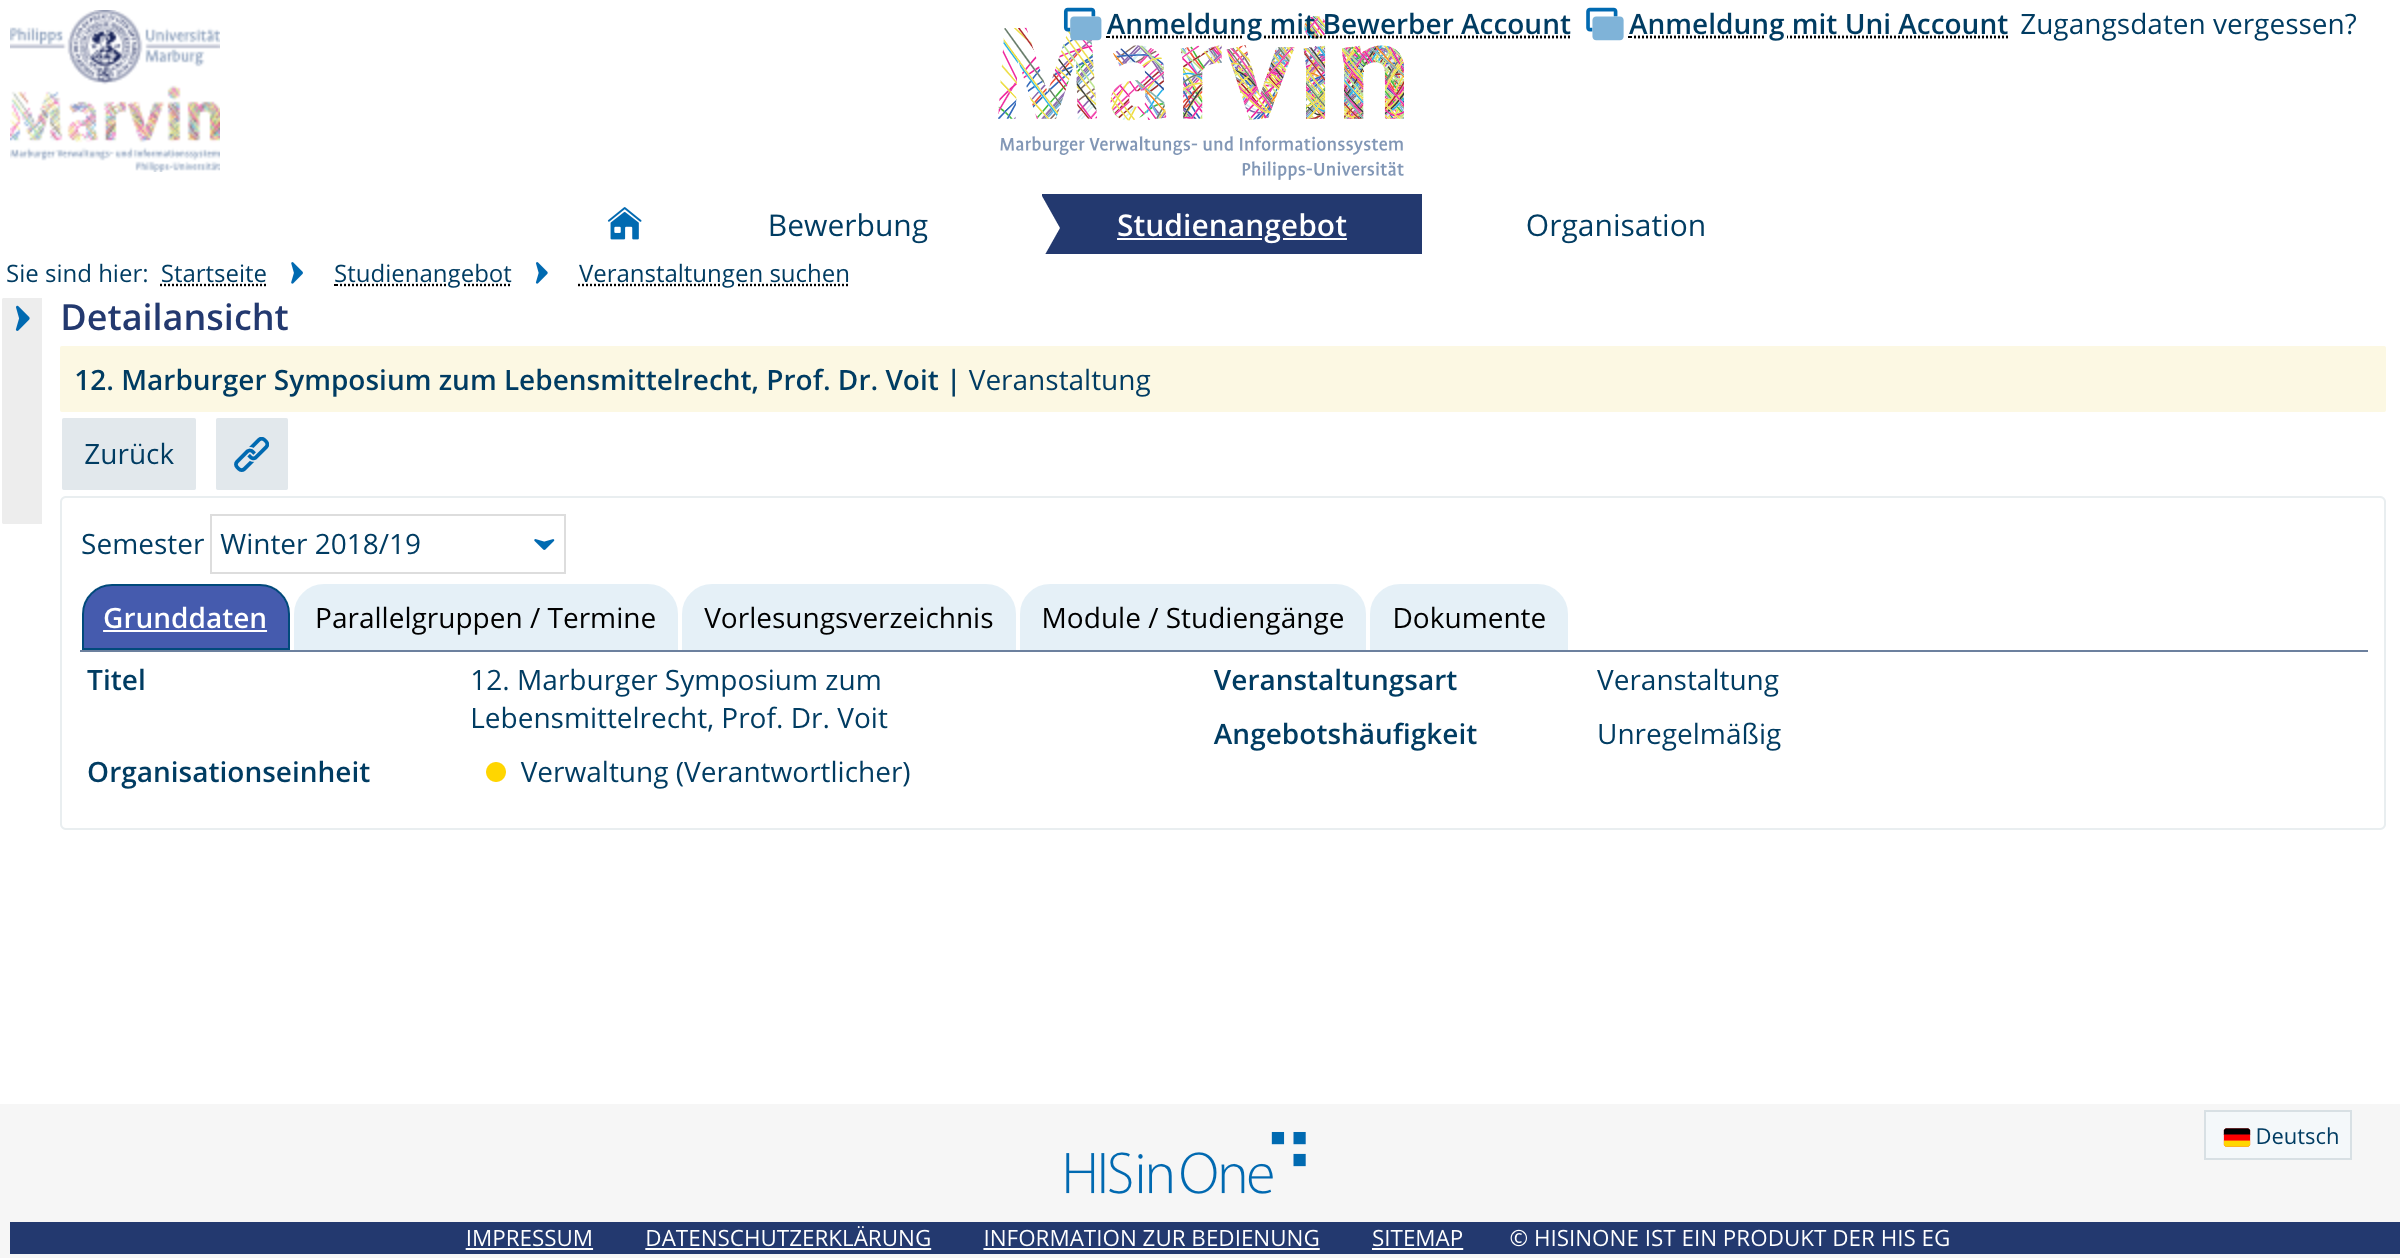 Philipps Universität
Marburg
Marvin
Marburger Verwaltungs- und Informationssystem
Philipps-Universität
Anmeldung mit Bewerber Account Anmeldung mit Uni Account Zugangsdaten vergessen?
Marvin
Marburger Verwaltungs- und Informationssystem
Philipps-Universität
Bewerbung Studienangebot Organisation
Sie sind hier: Startseite Studienangebot Veranstaltungen suchen
Detailansicht
12. Marburger Symposium zum Lebensmittelrecht, Prof. Dr. Voit | Veranstaltung
Zurück
Semester Winter 2018/19
Grunddaten Parallelgruppen / Termine Vorlesungsverzeichnis Module / Studiengänge Dokumente
Titel 12. Marburger Symposium zum
Lebensmittelrecht, Prof. Dr. Voit
Organisationseinheit Verwaltung (Verantwortlicher)
Veranstaltungsart Veranstaltung
Angebotshäufigkeit Unregelmäßig
Deutsch
HISinOne
IMPRESSUM DATENSCHUTZERKLÄRUNG INFORMATION ZUR BEDIENUNG SITEMAP © HISINONE IST EIN PRODUKT DER HIS EG